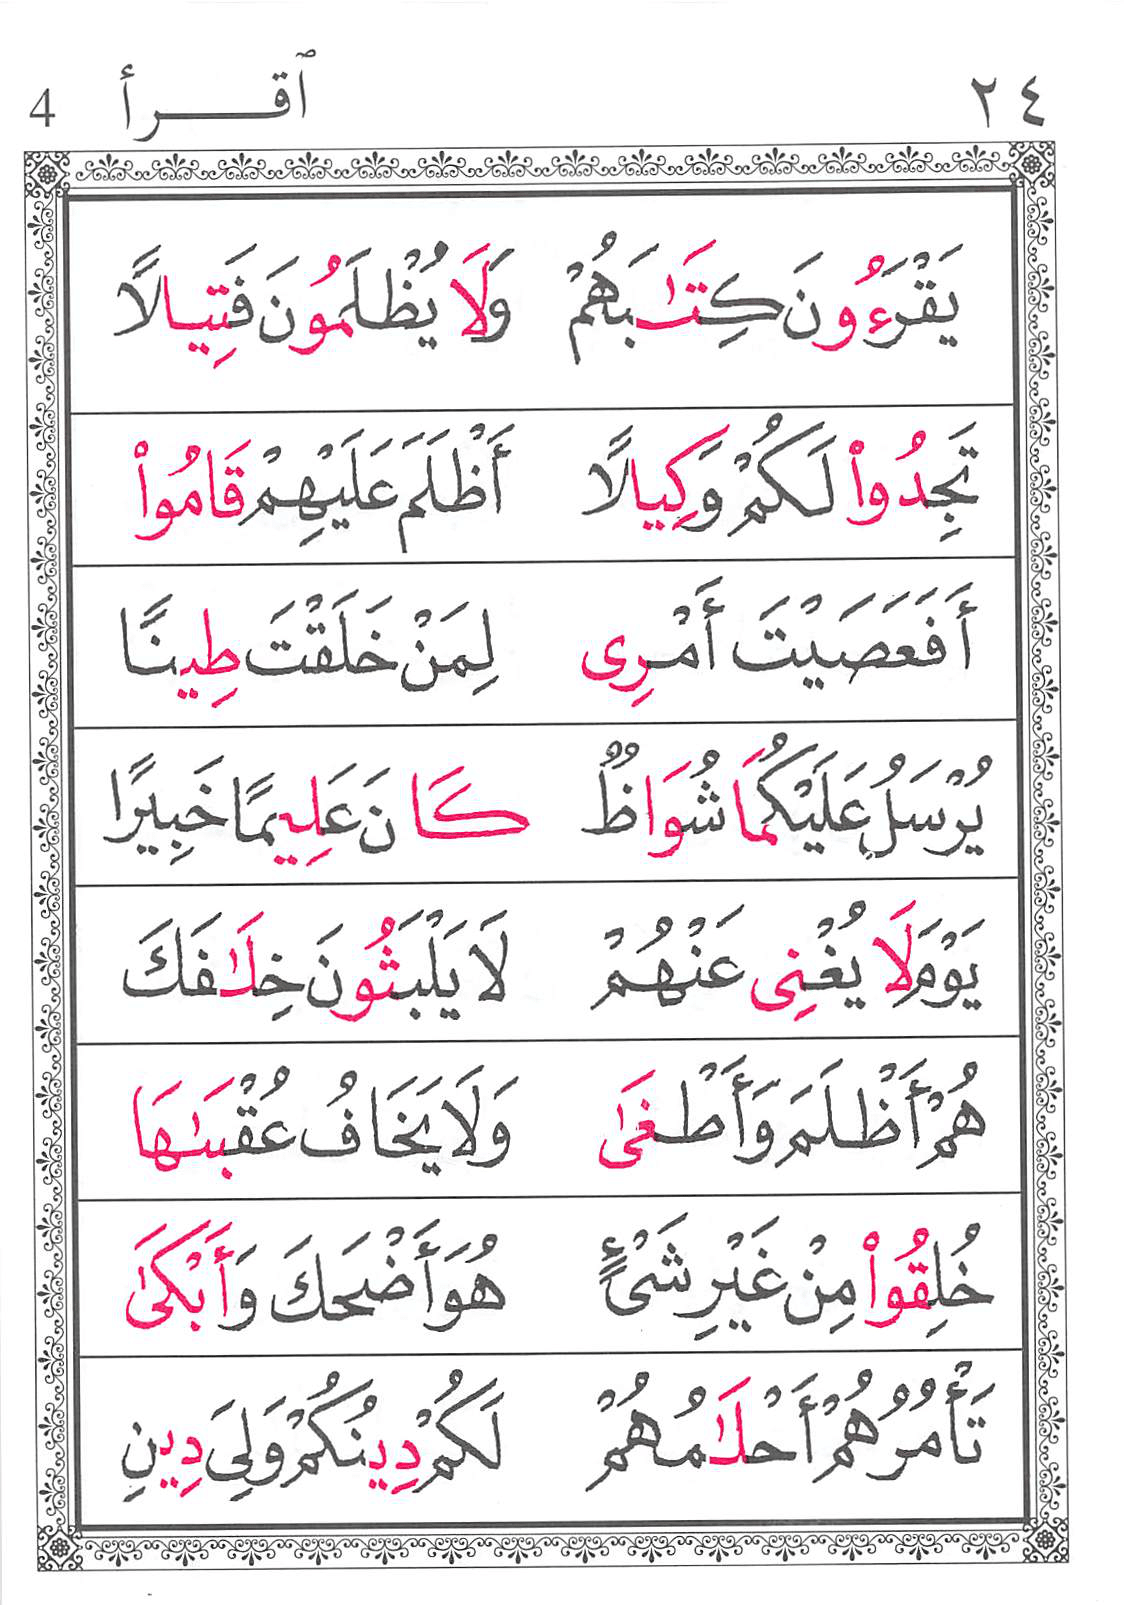 ٢٤ ٱقـــرأ 4
يَقْرَءُونَ كِتَٰبَهُمْ وَلَا يُظْلَمُونَ فَتِيلًا
تَجِدُوا۟ لَكُمْ وَكِيلًا أَظْلَمَ عَلَيْهِمْ قَامُوا۟
أَفَعَصَيْتَ أَمْرِى لِمَنْ خَلَقْتَ طِينًا
يُرْسَلُ عَلَيْكُمَا شُوَاظٌ كَانَ عَلِيمًا خَبِيرًا
يَوْمَ لَا يُغْنِى عَنْهُمْ لَا يَلْبَثُونَ خِلَٰفَكَ
هُمْ أَظْلَمَ وَأَطْغَىٰ وَلَا يَخَافُ عُقْبَٰهَا
خُلِقُوا۟ مِنْ غَيْرِ شَىْءٍ هُوَ أَضْحَكَ وَأَبْكَىٰ
تَأْمُرُهُمْ أَحْلَٰمُهُمْ لَكُمْ دِينُكُمْ وَلِىَ دِينِ